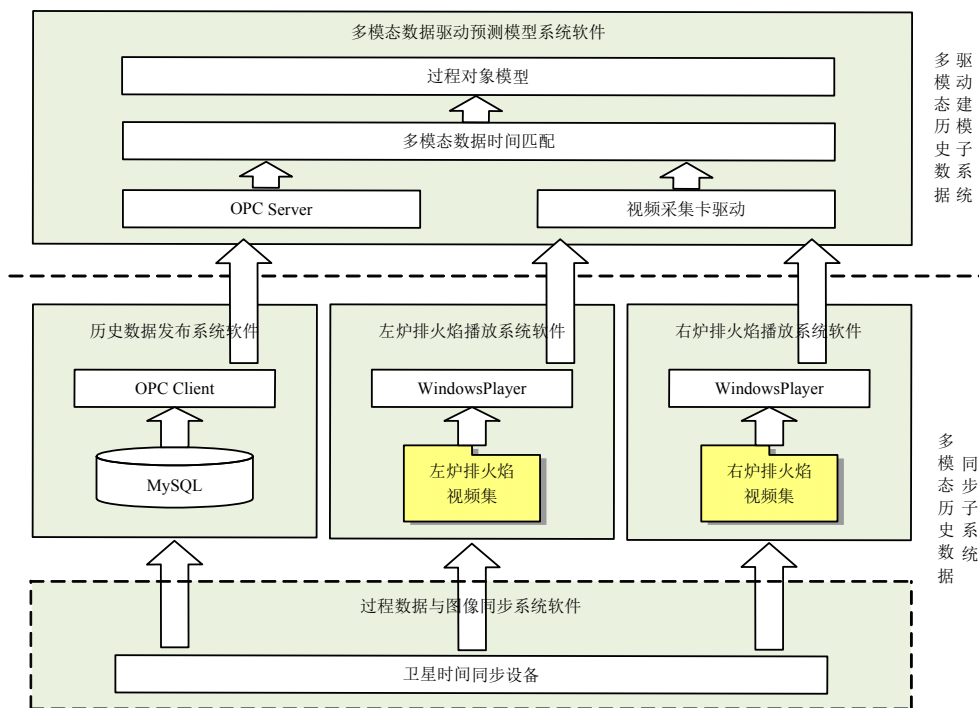 多模态数据驱动预测模型系统软件
过程对象模型
多模态数据时间匹配
OPC Server
视频采集卡驱动
多模态历史数据
驱动建模子系统
历史数据发布系统软件
左炉排火焰播放系统软件
右炉排火焰播放系统软件
OPC Client
WindowsPlayer
WindowsPlayer
MySQL
左炉排火焰
视频集
右炉排火焰
视频集
多模态历史数据
同步子系统
过程数据与图像同步系统软件
卫星时间同步设备